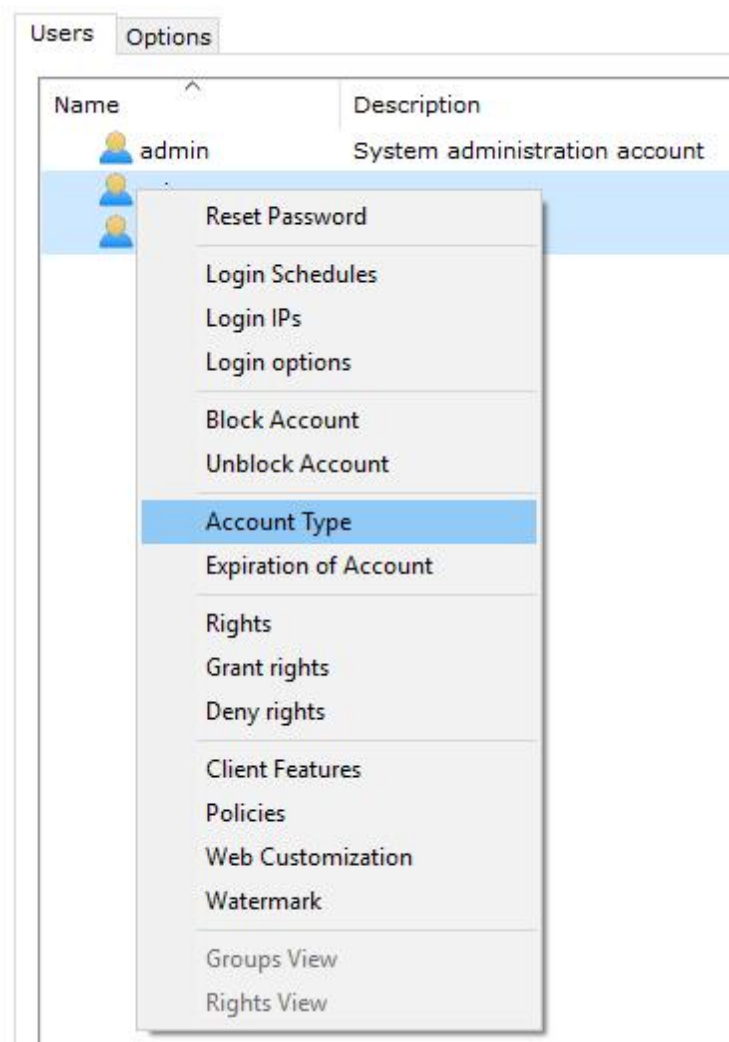 Users Options
Name Description
admin System administration account
Reset Password
Login Schedules
Login IPs
Login options
Block Account
Unblock Account
Account Type
Expiration of Account
Rights
Grant rights
Deny rights
Client Features
Policies
Web Customization
Watermark
Groups View
Rights View